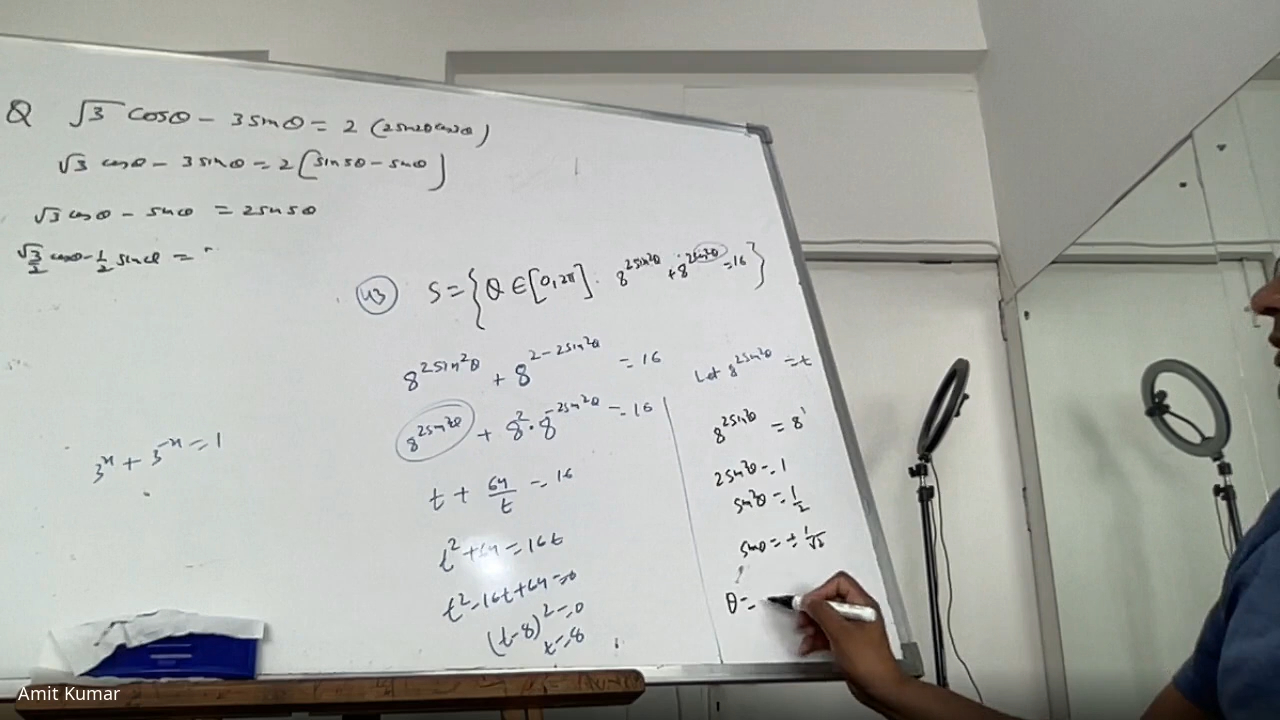 Q √3 cosθ - 3sinθ = 2 (2sin2θcos3θ)
√3 cosθ - 3sinθ = 2[sin5θ - sinθ]
√3 cosθ - sinθ = 2sin5θ
√3/2 cosθ - 1/2 sinθ = "
43 S = {θ ∈ [0, 2π] . 8^(2sin²θ) + 8^(2cos²θ) = 16}
8^(2sin²θ) + 8^(2-2sin²θ) = 16
8^(2sin²θ) + 8² · 8^(-2sin²θ) = 16
t + 64/t = 16
t² + 64 = 16t
t² - 16t + 64 = 0
(t-8)² = 0
t = 8
Let 8^(2sin²θ) = t
8^(2sin²θ) = 8¹
2sin²θ = 1
sin²θ = 1/2
sinθ = ± 1/√2
θ =
3^x + 3^(-x) = 1
Amit Kumar